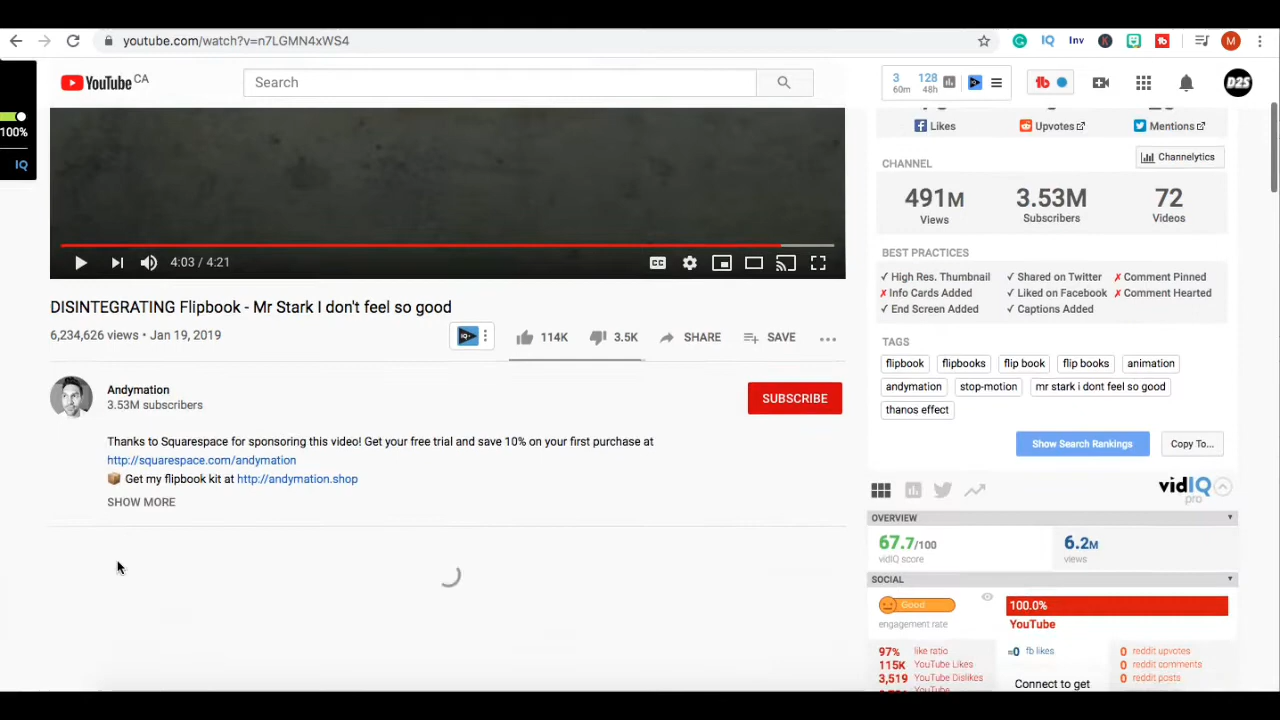 youtube.com/watch?v=n7LGMN4xWS4
IQ Inv K M
YouTube CA
Search
3 60m 128 48h
D2S
100%
IQ
Likes Upvotes Mentions
CHANNEL Channelytics
491M 3.53M 72
Views Subscribers Videos
BEST PRACTICES
✓ High Res. Thumbnail ✓ Shared on Twitter ✗ Comment Pinned
✗ Info Cards Added ✓ Liked on Facebook ✗ Comment Hearted
✓ End Screen Added ✓ Captions Added
4:03 / 4:21
CC
DISINTEGRATING Flipbook - Mr Stark I don't feel so good
6,234,626 views • Jan 19, 2019
114K 3.5K SHARE SAVE
TAGS
flipbook flipbooks flip book flip books animation
andymation stop-motion mr stark i dont feel so good
thanos effect
Andymation
3.53M subscribers
SUBSCRIBE
Thanks to Squarespace for sponsoring this video! Get your free trial and save 10% on your first purchase at
http://squarespace.com/andymation
Get my flipbook kit at http://andymation.shop
SHOW MORE
Show Search Rankings Copy To...
vidIQ
pro
OVERVIEW
67.7/100 6.2M
vidIQ score views
SOCIAL
Good 100.0%
engagement rate YouTube
97% like ratio =0 fb likes 0 reddit upvotes
115K YouTube Likes 0 reddit comments
3,519 YouTube Dislikes Connect to get 0 reddit posts
YouTube